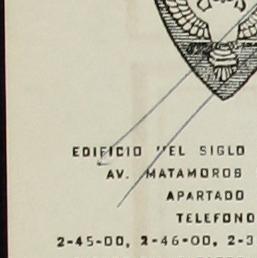 EDIFICIO "EL SIGLO
AV. MATAMOROS
APARTADO
TELEFONO
2-45-00, 2-46-00, 2-3